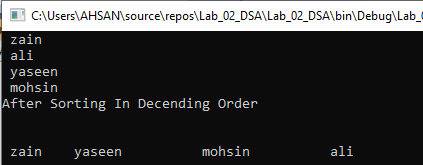 C:\Users\AHSAN\source\repos\Lab_02_DSA\Lab_02_DSA\bin\Debug\Lab_
zain
ali
yaseen
mohsin
After Sorting In Decending Order
zain yaseen mohsin ali